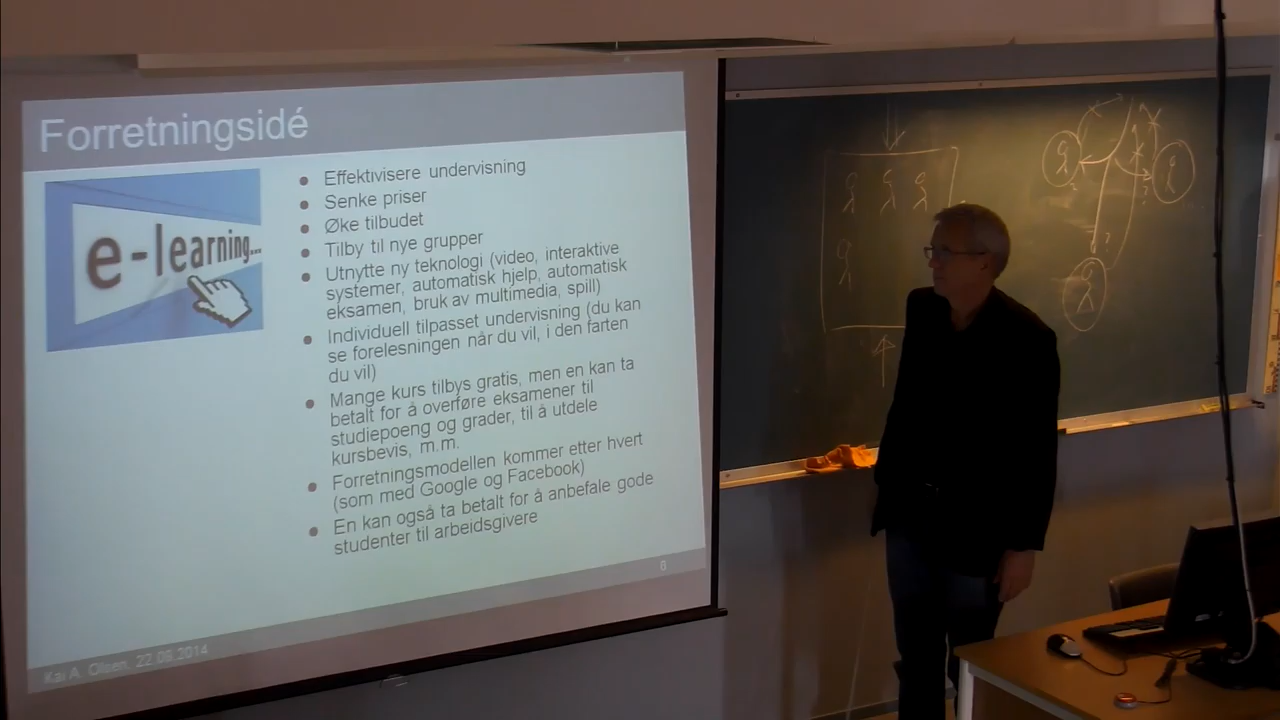 Forretningsidé
e-learning...
Effektivisere undervisning
Senke priser
Øke tilbudet
Tilby til nye grupper
Utnytte ny teknologi (video, interaktive
systemer, automatisk hjelp, automatisk
eksamen, bruk av multimedia, spill)
Individuell tilpasset undervisning (du kan
se forelesningen når du vil, i den farten
du vil)
Mange kurs tilbys gratis, men en kan ta
betalt for å overføre eksamener til
studiepoeng og grader, til å utdele
kursbevis, m.m.
Forretningsmodellen kommer etter hvert
(som med Google og Facebook)
En kan også ta betalt for å anbefale gode
studenter til arbeidsgivere
6
Kai A. Olsen, 22.09.2014